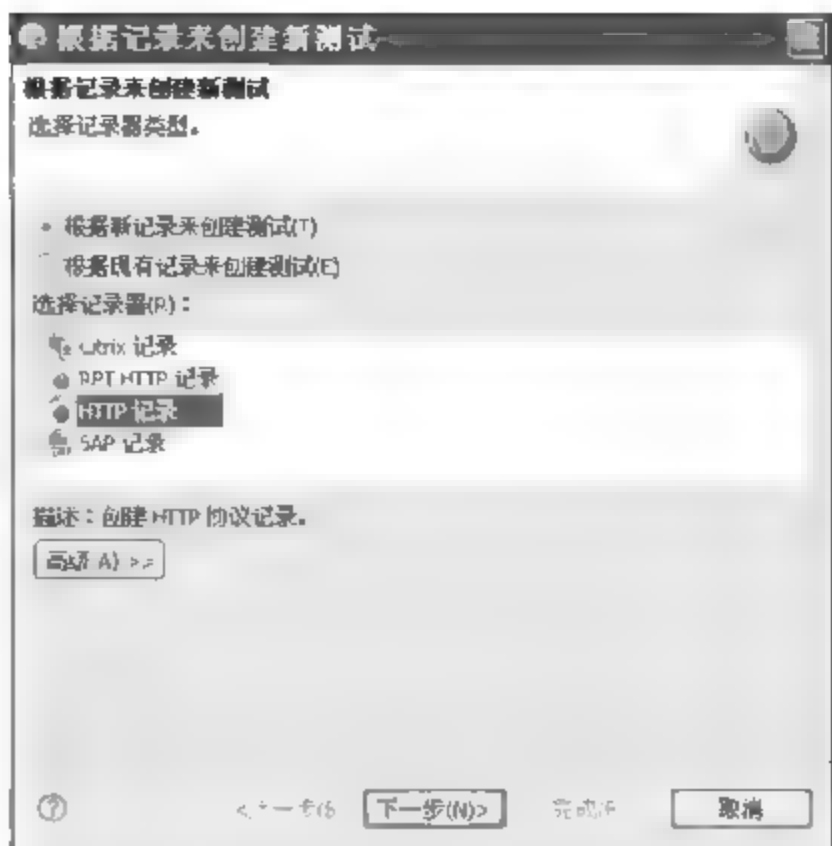 根据记录来创建新测试
根据记录来创建新测试
选择记录器类型。
根据新记录来创建测试(T)
根据现有记录来创建测试(E)
选择记录器(R)：
Citrix 记录
RPT HTTP 记录
HTTP 记录
SAP 记录
描述：创建 HTTP 协议记录。
高级(A) >>
下一步(N)>
取消